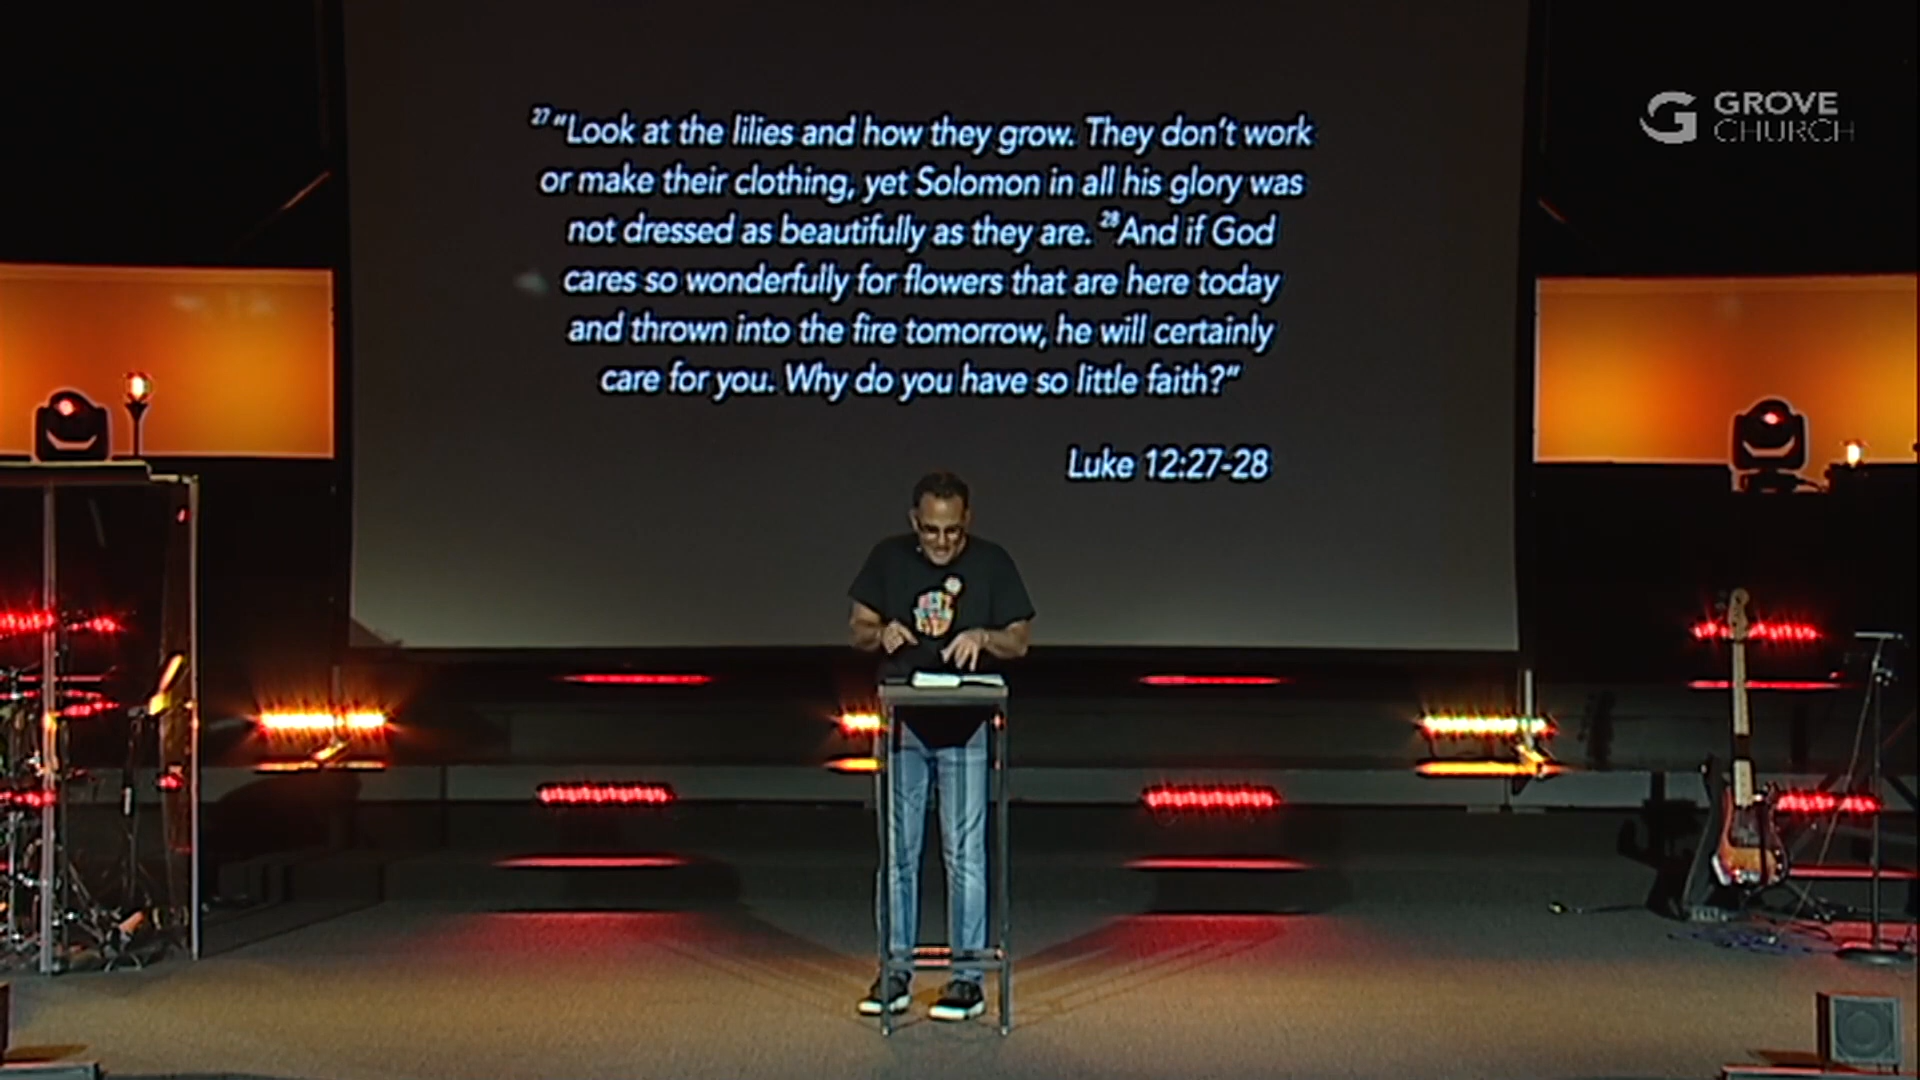 27 "Look at the lilies and how they grow. They don't work
or make their clothing, yet Solomon in all his glory was
not dressed as beautifully as they are. 28 And if God
cares so wonderfully for flowers that are here today
and thrown into the fire tomorrow, he will certainly
care for you. Why do you have so little faith?"
Luke 12:27-28
GROVE
CHURCH